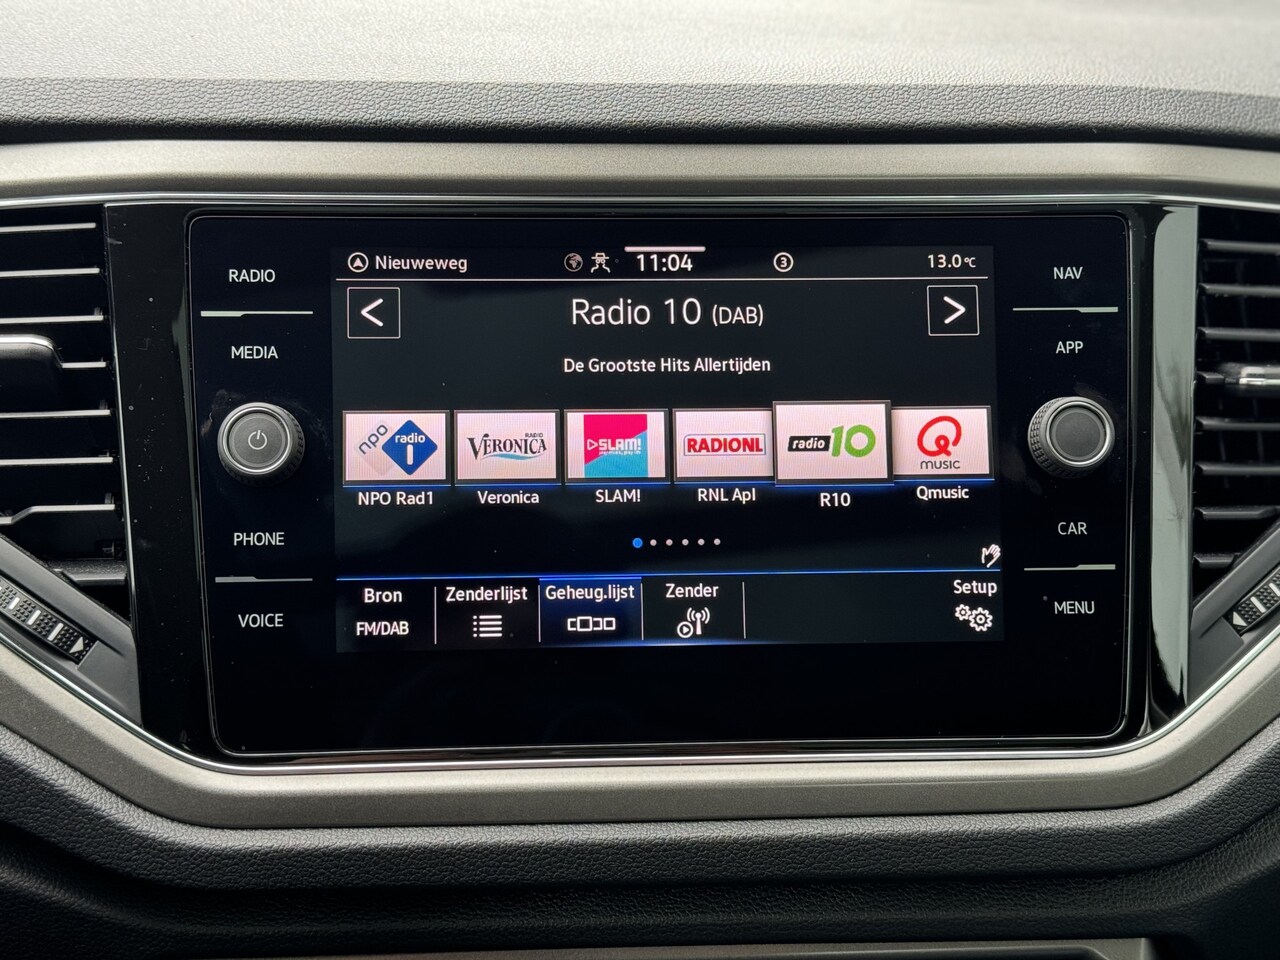 RADIO
MEDIA
PHONE
VOICE
Nieuweweg
11:04
3
13.0°C
Radio 10 (DAB)
De Grootste Hits Allertijden
npo radio 1
RADIO VERONICA
SLAM!
RADIONL
radio 10
Q MUSIC
NPO Rad1
Veronica
SLAM!
RNL Apl
R10
Qmusic
Bron
FM/DAB
Zenderlijst
Geheug.lijst
Zender
Setup
NAV
APP
CAR
MENU